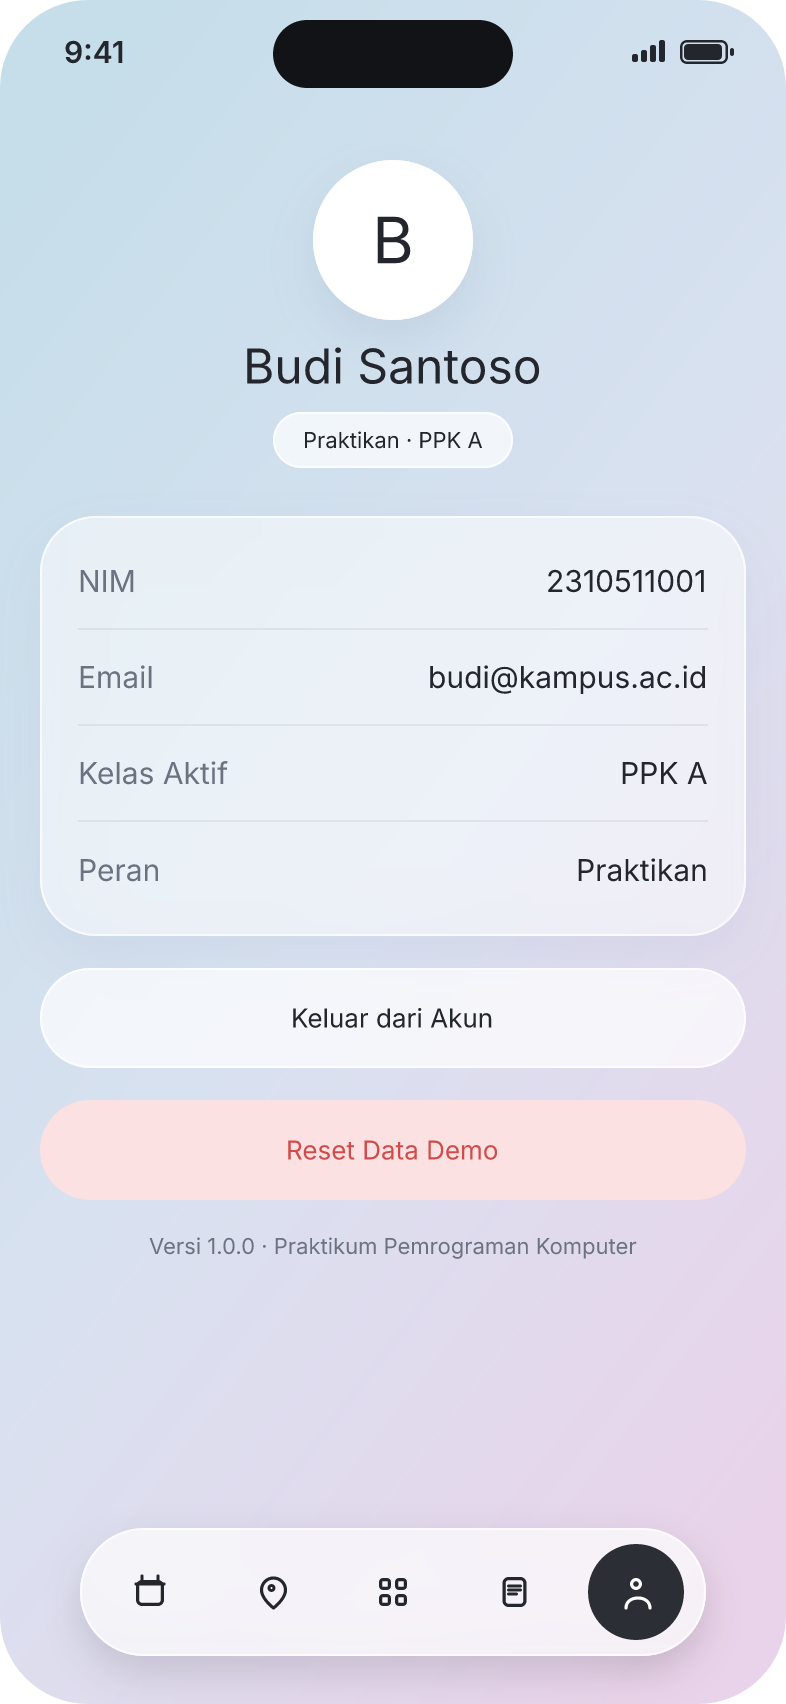 9:41
B
Budi Santoso
Praktikan · PPK A
NIM 2310511001
Email budi@kampus.ac.id
Kelas Aktif PPK A
Peran Praktikan
Keluar dari Akun
Reset Data Demo
Versi 1.0.0 · Praktikum Pemrograman Komputer